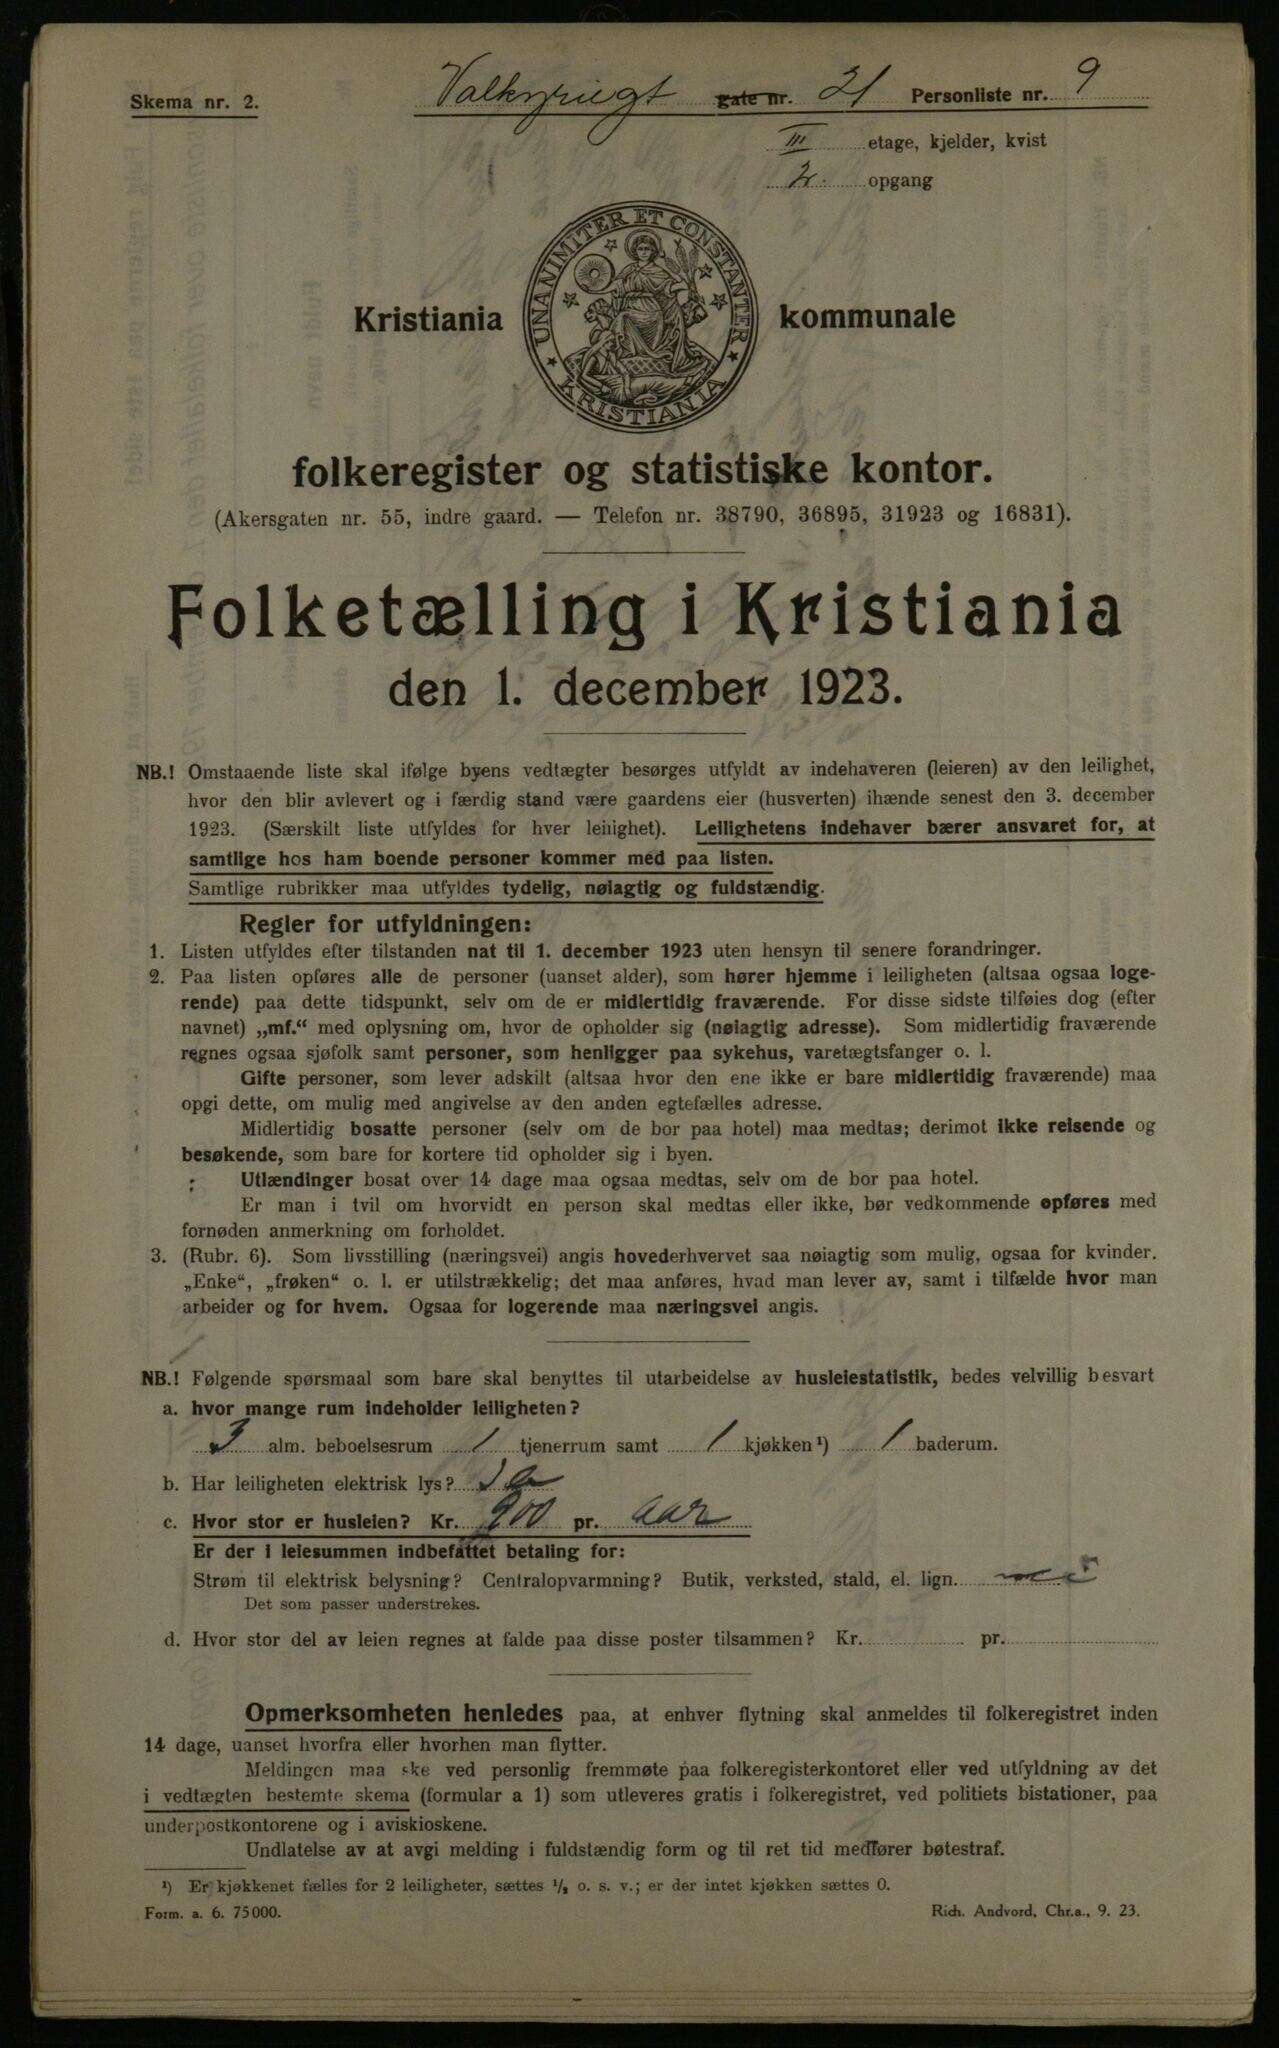 Skema nr. 2.
Valkyriegt gate nr. 21 Personliste nr. 9
III etage, kjelder, kvist
2. opgang
UNANIMITER ET CONSTANTER
KRISTIANIA
Kristiania kommunale
folkeregister og statistiske kontor.
(Akersgaten nr. 55, indre gaard. — Telefon nr. 38790, 36895, 31923 og 16831).
Folketælling i Kristiania
den 1. december 1923.
NB.! Omstaaende liste skal ifølge byens vedtægter besørges utfyldt av indehaveren (leieren) av den leilighet,
hvor den blir avlevert og i færdig stand være gaardens eier (husverten) ihænde senest den 3. december
1923. (Særskilt liste utfyldes for hver leilighet). Leilighetens indehaver bærer ansvaret for, at
samtlige hos ham boende personer kommer med paa listen.
Samtlige rubrikker maa utfyldes tydelig, nøiagtig og fuldstændig.
Regler for utfyldningen:
1. Listen utfyldes efter tilstanden nat til 1. december 1923 uten hensyn til senere forandringer.
2. Paa listen opføres alle de personer (uanset alder), som hører hjemme i leiligheten (altsaa ogsaa loge-
rende) paa dette tidspunkt, selv om de er midlertidig fraværende. For disse sidste tilføies dog (efter
navnet) „mf.“ med oplysning om, hvor de opholder sig (nøiagtig adresse). Som midlertidig fraværende
regnes ogsaa sjøfolk samt personer, som henligger paa sykehus, varetægtsfanger o. l.
Gifte personer, som lever adskilt (altsaa hvor den ene ikke er bare midlertidig fraværende) maa
opgi dette, om mulig med angivelse av den anden egtefælles adresse.
Midlertidig bosatte personer (selv om de bor paa hotel) maa medtas; derimot ikke reisende og
besøkende, som bare for kortere tid opholder sig i byen.
Utlændinger bosat over 14 dage maa ogsaa medtas, selv om de bor paa hotel.
Er man i tvil om hvorvidt en person skal medtas eller ikke, bør vedkommende opføres med
fornøden anmerkning om forholdet.
3. (Rubr. 6). Som livsstilling (næringsvei) angis hovederhvervet saa nøiagtig som mulig, ogsaa for kvinder.
„Enke“, „frøken“ o. l. er utilstrækkelig; det maa anføres, hvad man lever av, samt i tilfælde hvor man
arbeider og for hvem. Ogsaa for logerende maa næringsvei angis.
NB.! Følgende spørsmaal som bare skal benyttes til utarbeidelse av husleiestatistik, bedes velvillig besvart
a. hvor mange rum indeholder leiligheten?
3 alm. beboelsesrum 1 tjenerrum samt 1 kjøkken¹) 1 baderum.
b. Har leiligheten elektrisk lys? Ja
c. Hvor stor er husleien? Kr. 900 pr. aar
Er der i leiesummen indbefattet betaling for:
Strøm til elektrisk belysning? Centralopvarmning? Butik, verksted, stald, el. lign. nei
Det som passer understrekes.
d. Hvor stor del av leien regnes at falde paa disse poster tilsammen? Kr. pr.
Opmerksomheten henledes paa, at enhver flytning skal anmeldes til folkeregistret inden
14 dage, uanset hvorfra eller hvorhen man flytter.
Meldingen maa ske ved personlig fremmøte paa folkeregisterkontoret eller ved utfyldning av det
i vedtægten bestemte skema (formular a 1) som utleveres gratis i folkeregistret, ved politiets bistationer, paa
underpostkontorene og i aviskioskene.
Undlatelse av at avgi melding i fuldstændig form og til ret tid medfører bøtestraf.
¹) Er kjøkkenet fælles for 2 leiligheter, sættes ½ o. s. v.; er der intet kjøkken sættes 0.
Form. a. 6. 75000. Rich. Andvord, Chr.a., 9. 23.